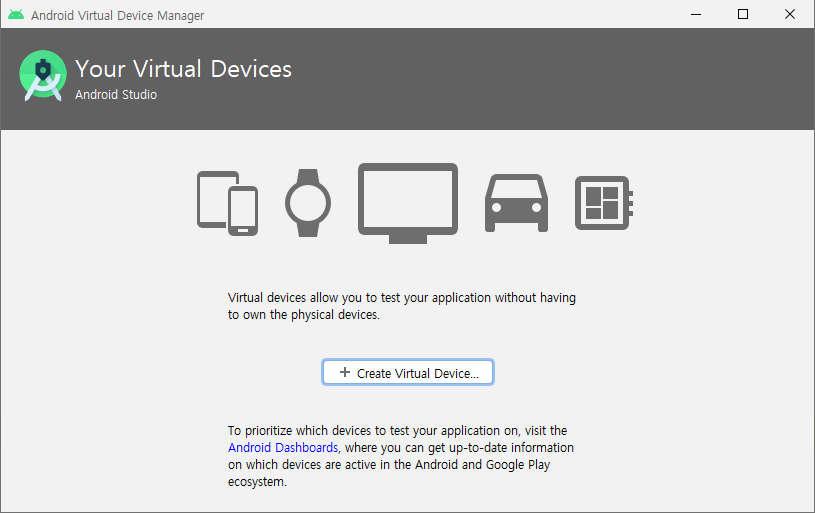 Android Virtual Device Manager
Your Virtual Devices
Android Studio
Virtual devices allow you to test your application without having
to own the physical devices.
+ Create Virtual Device...
To prioritize which devices to test your application on, visit the
Android Dashboards, where you can get up-to-date information
on which devices are active in the Android and Google Play
ecosystem.